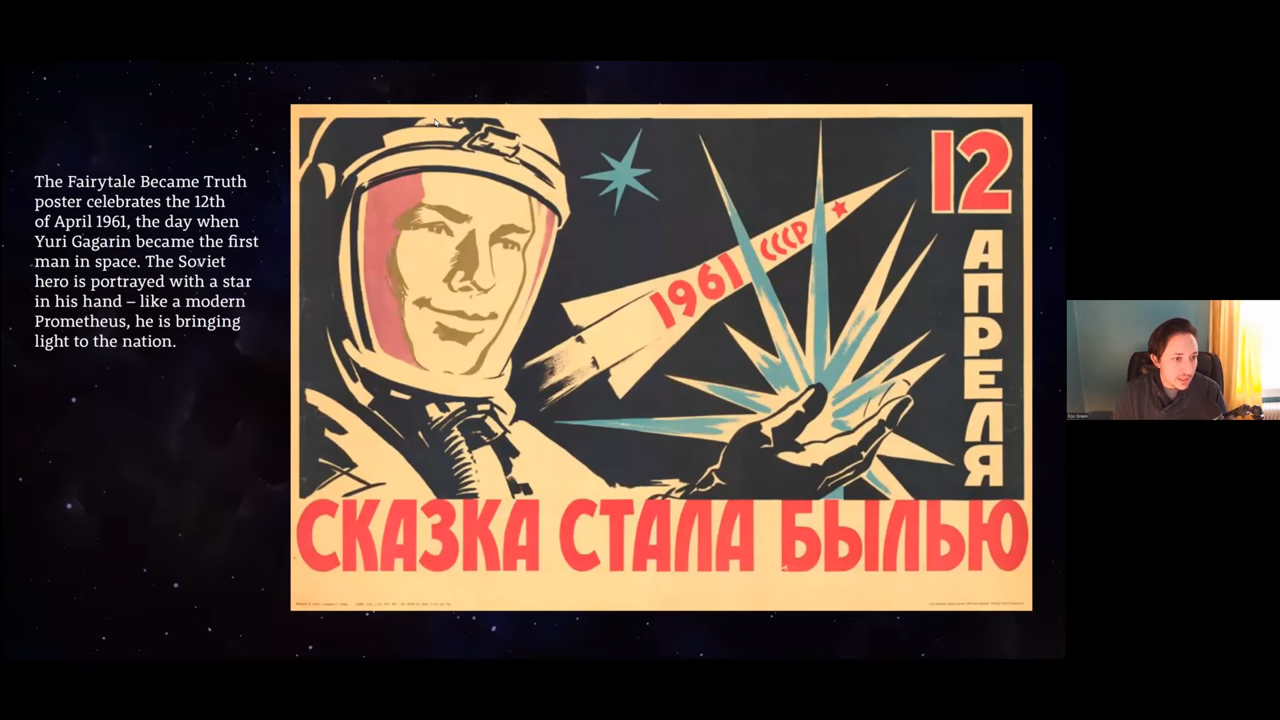 The Fairytale Became Truth
poster celebrates the 12th
of April 1961, the day when
Yuri Gagarin became the first
man in space. The Soviet
hero is portrayed with a star
in his hand – like a modern
Prometheus, he is bringing
light to the nation.
12
АПРЕЛЯ
1961 СССР
СКАЗКА СТАЛА БЫЛЬЮ
Fox Green